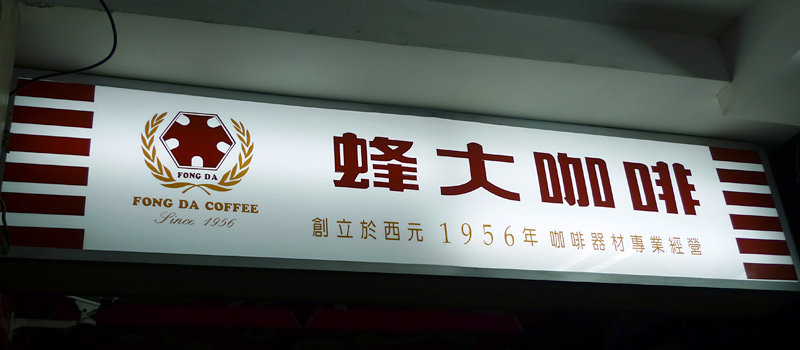 FONG DA
FONG DA COFFEE
Since 1956
蜂大咖啡
創立於西元 1956年 咖啡器材專業經營